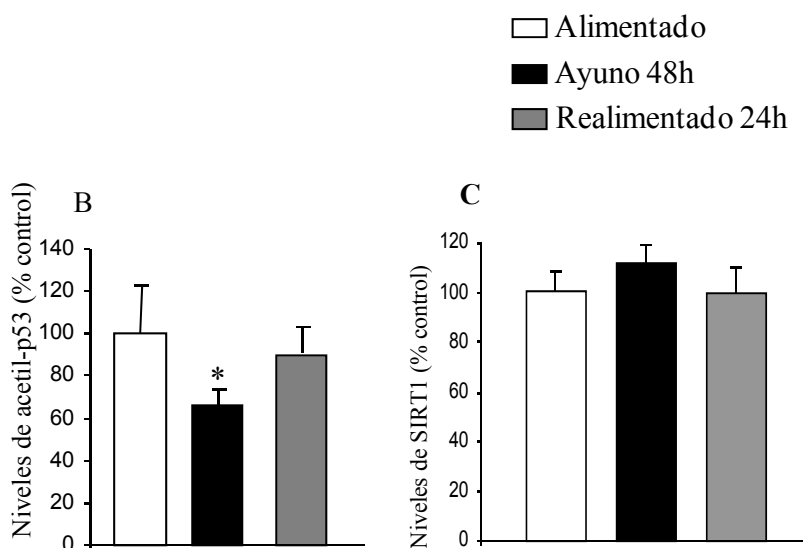 Alimentado
Ayuno 48h
Realimentado 24h
B
Niveles de acetil-p53 (% control)
140
120
100
80
60
40
20
0
*
C
Niveles de SIRT1 (% control)
120
100
80
60
40
20
0